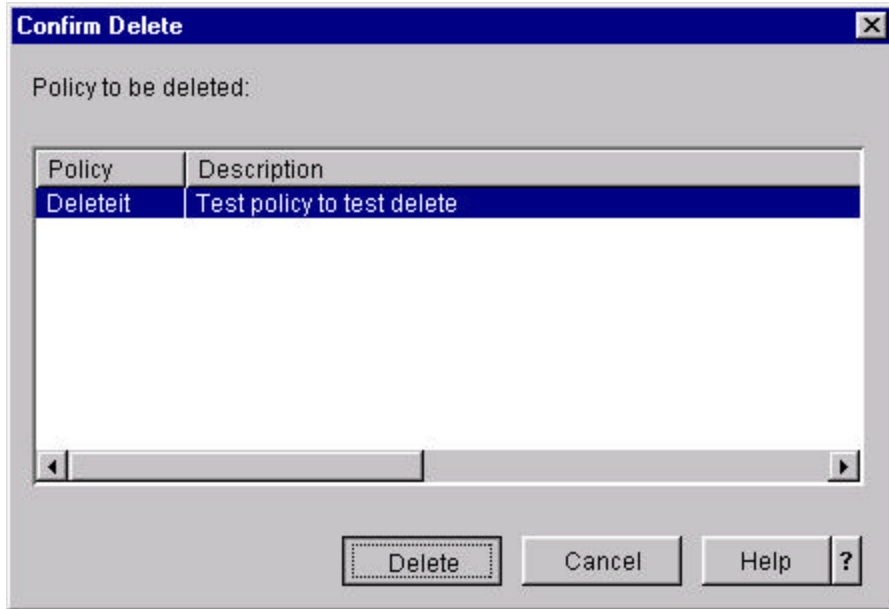 Confirm Delete
Policy to be deleted:
Policy Description
Deleteit Test policy to test delete
Delete Cancel Help ?